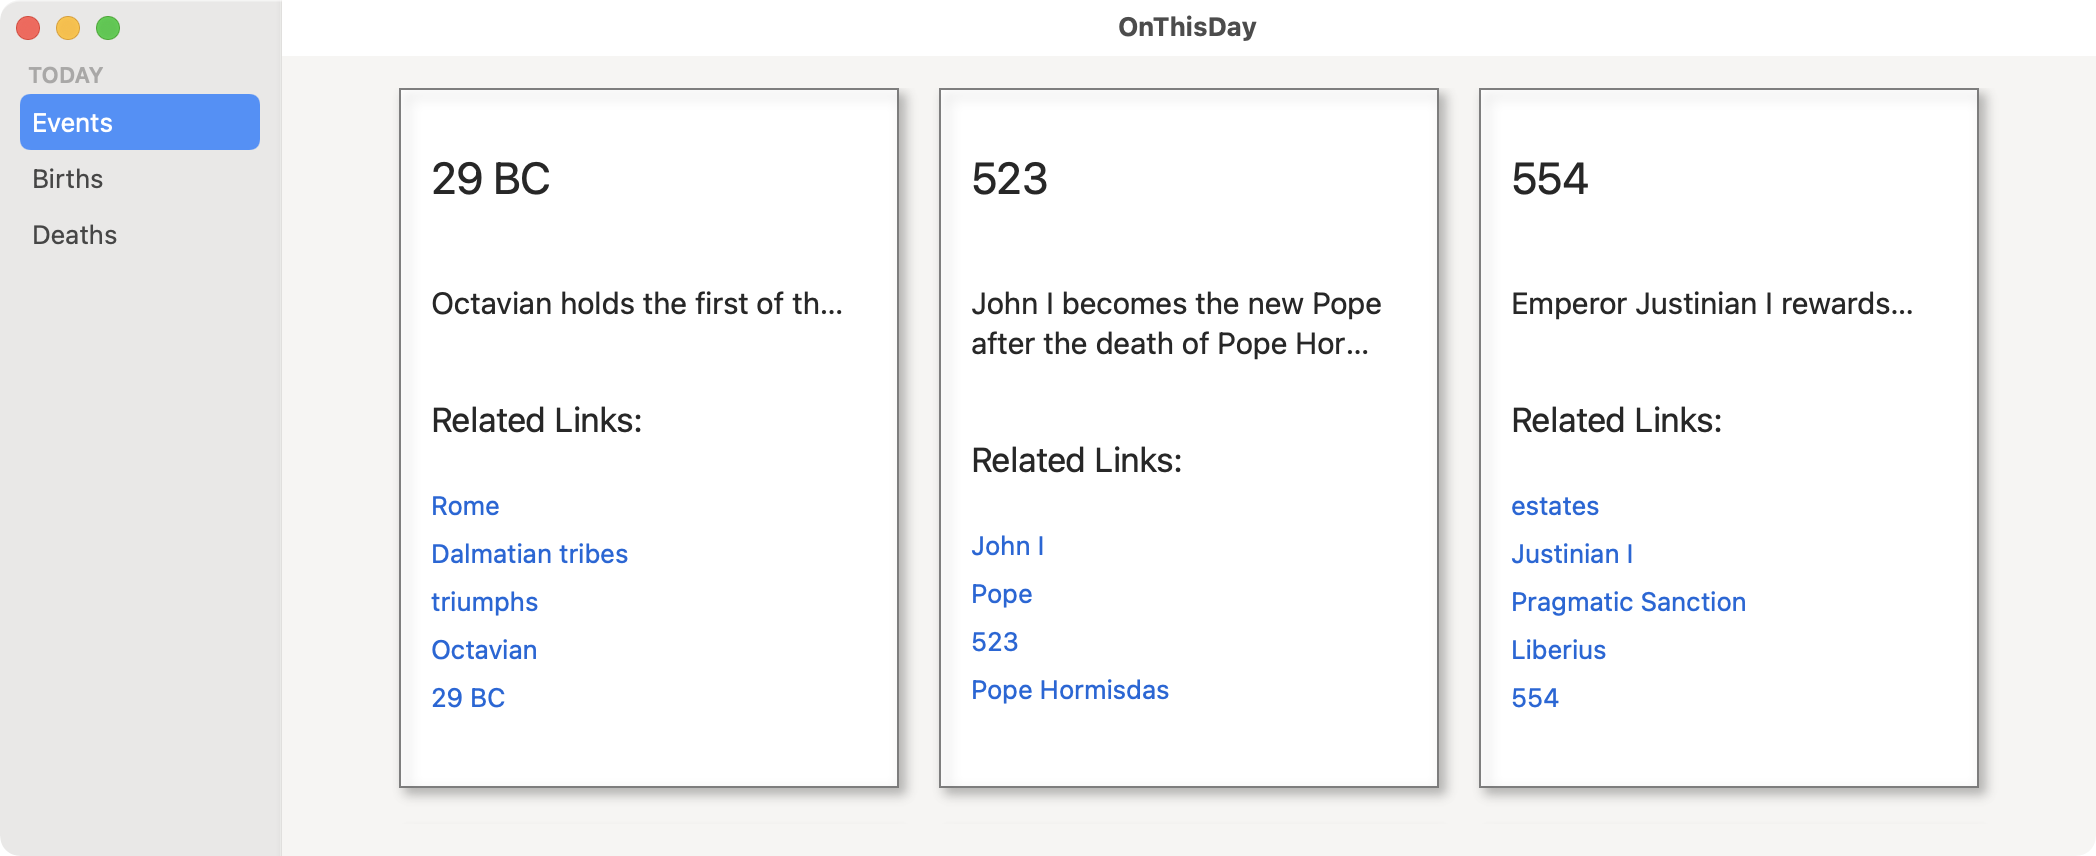 OnThisDay
TODAY
Events
Births
Deaths
29 BC
Octavian holds the first of th...
Related Links:
Rome
Dalmatian tribes
triumphs
Octavian
29 BC
523
John I becomes the new Pope
after the death of Pope Hor...
Related Links:
John I
Pope
523
Pope Hormisdas
554
Emperor Justinian I rewards...
Related Links:
estates
Justinian I
Pragmatic Sanction
Liberius
554